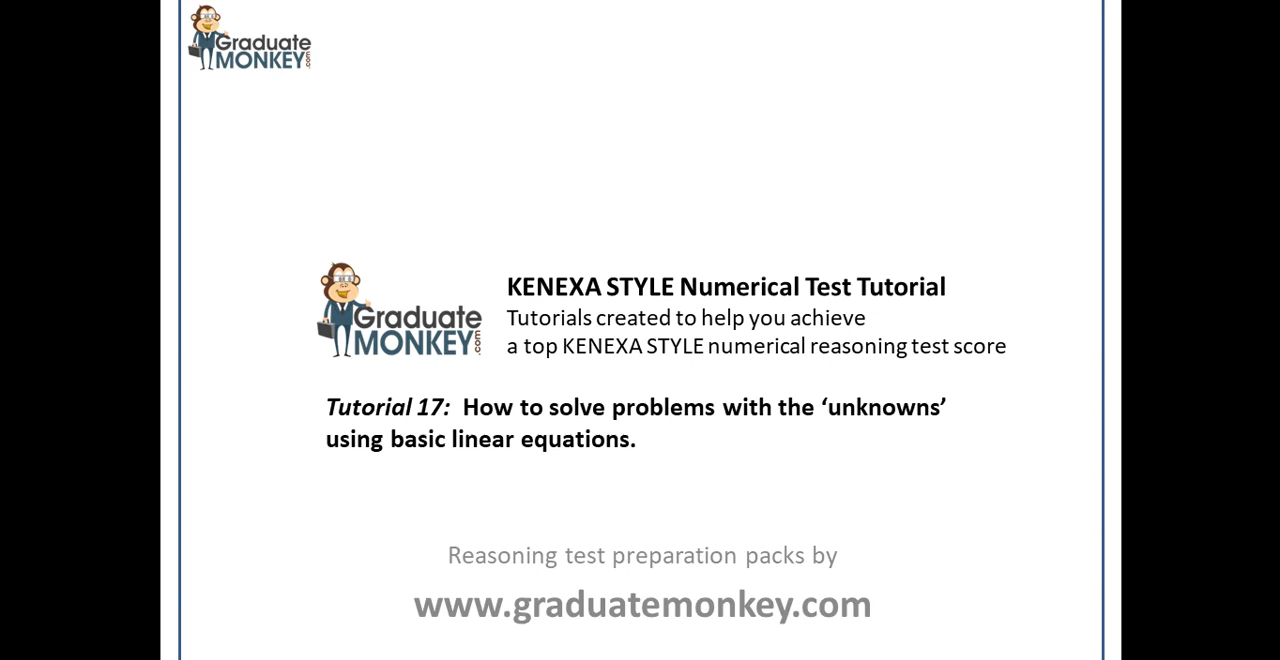 Graduate
MONKEY.com
KENEXA STYLE Numerical Test Tutorial
Tutorials created to help you achieve
a top KENEXA STYLE numerical reasoning test score
Graduate
MONKEY.com
Tutorial 17: How to solve problems with the ‘unknowns’
using basic linear equations.
Reasoning test preparation packs by
www.graduatemonkey.com